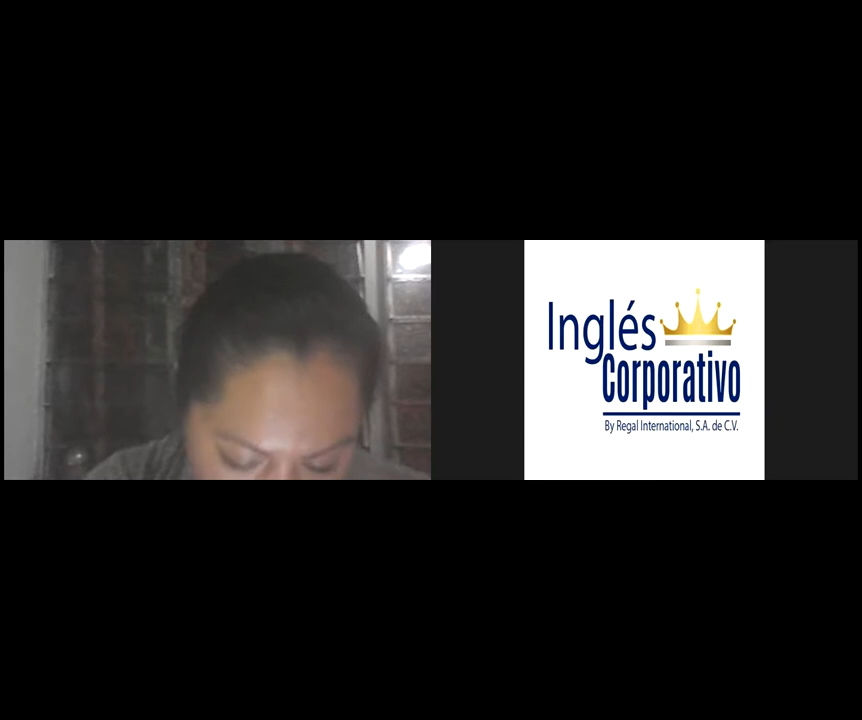 Inglés
Corporativo
By Regal International, S.A. de C.V.